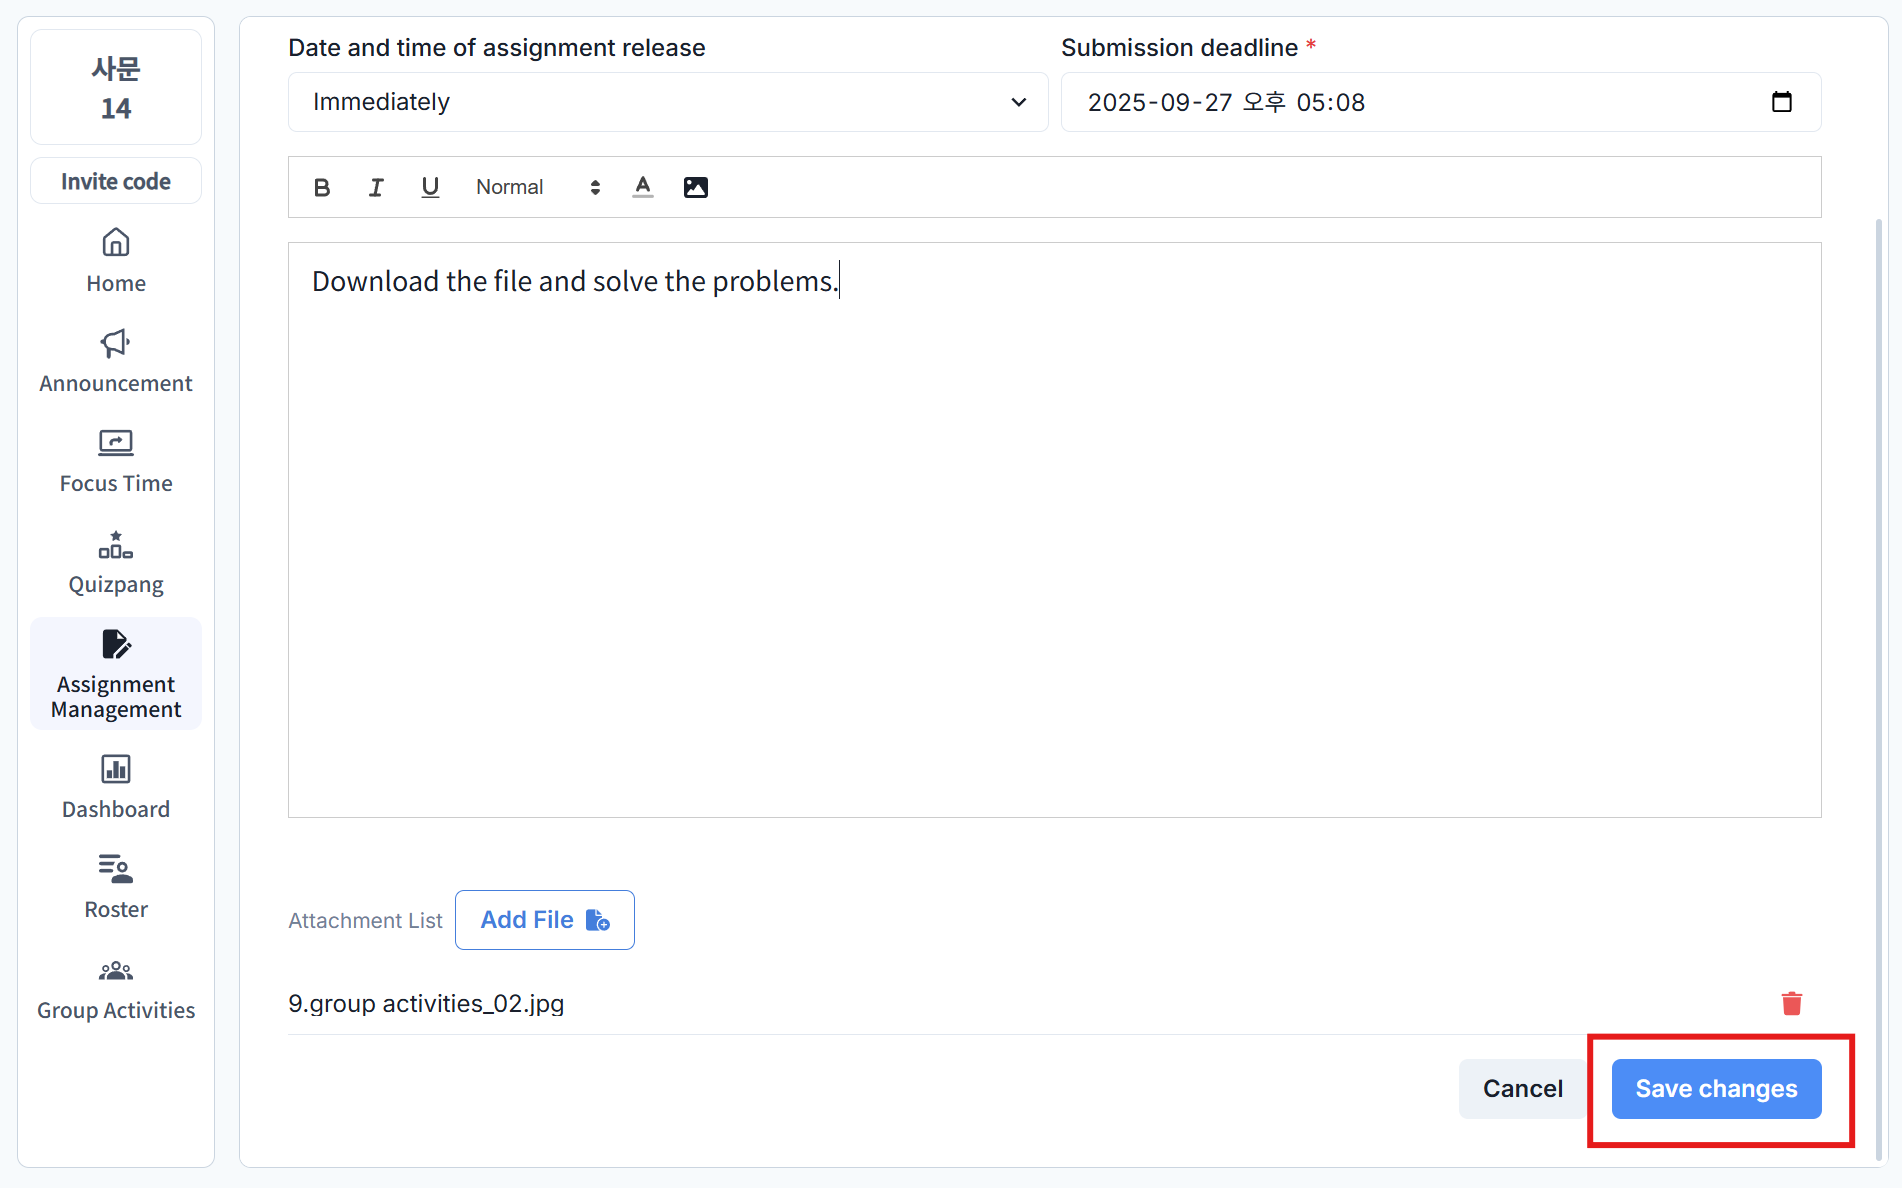 사문
14
Invite code
Home
Announcement
Focus Time
Quizpang
Assignment
Management
Dashboard
Roster
Group Activities
Date and time of assignment release
Immediately
Submission deadline *
2025-09-27 오후 05:08
B I U Normal A
Download the file and solve the problems.
Attachment List
Add File
9.group activities_02.jpg
Cancel
Save changes